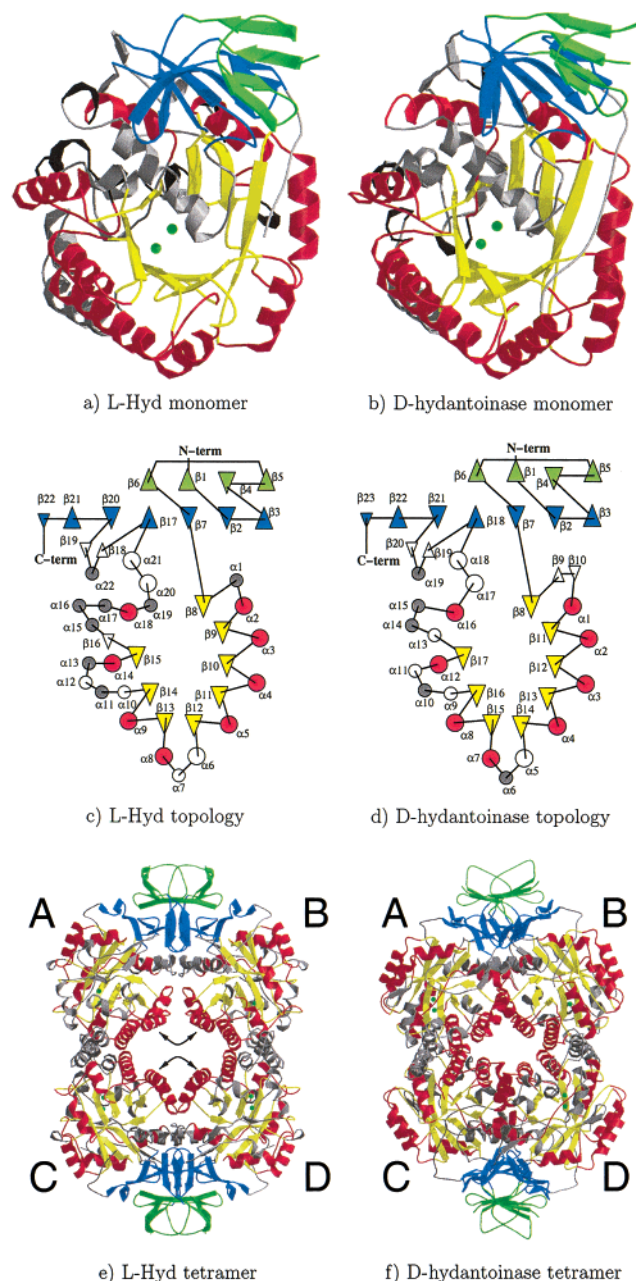 a) L-Hyd monomer
b) D-hydantoinase monomer
N-term
β6 β1 β4 β5
β22 β21 β20 β17 β7 β2 β3
β19 β18
C-term
α22 α21 α20 α19 α1
α16 α17 α18 α2
α15 β16 β15 β9 α3
α13 α14 β10
α12 α11 α10 β14 β11 α4
α9 β13 β12 α5
α8 α7 α6
c) L-Hyd topology
N-term
β6 β1 β4 β5
β23 β22 β21 β18 β7 β2 β3
β20 β19 β9 β10
C-term
α19 α18 α17 β8 α1
α15 α16 β11 α2
α14 α13 β17 β12
α11 α12 α3
α10 α9 β16 β13
α8 β15 β14 α4
α7 α6 α5
d) D-hydantoinase topology
A B
C D
e) L-Hyd tetramer
A B
C D
f) D-hydantoinase tetramer